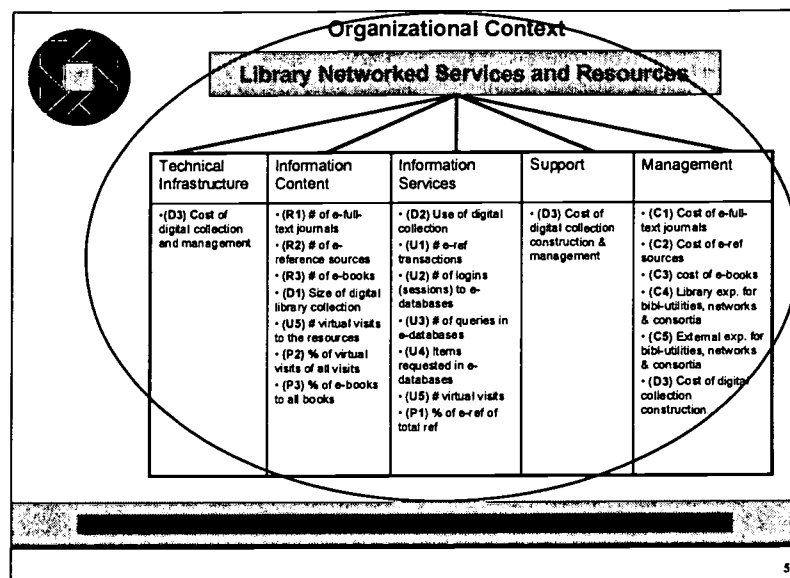 Organizational Context
Library Networked Services and Resources
Technical
Infrastructure
•(D3) Cost of
digital collection
and management
Information
Content
• (R1) # of e-full-
text journals
• (R2) # of e-
reference sources
• (R3) # of e-books
• (D1) Size of digital
library collection
• (U5) # virtual visits
to the resources
• (P2) % of virtual
visits of all visits
• (P3) % of e-books
to all books
Information
Services
• (D2) Use of digital
collection
• (U1) # e-ref
transactions
• (U2) # of logins
(sessions) to e-
databases
• (U3) # of queries in
e-databases
• (U4) Items
requested in e-
databases
• (U5) # virtual visits
• (P1) % of e-ref of
total ref
Support
• (D3) Cost of
digital collection
construction &
management
Management
• (C1) Cost of e-full-
text journals
• (C2) Cost of e-ref
sources
• (C3) cost of e-books
• (C4) Library exp. for
bibl-utilities, networks
& consortia
• (C5) External exp. for
bibl-utilities, networks
& consortia
• (D3) Cost of digital
collection
construction
5